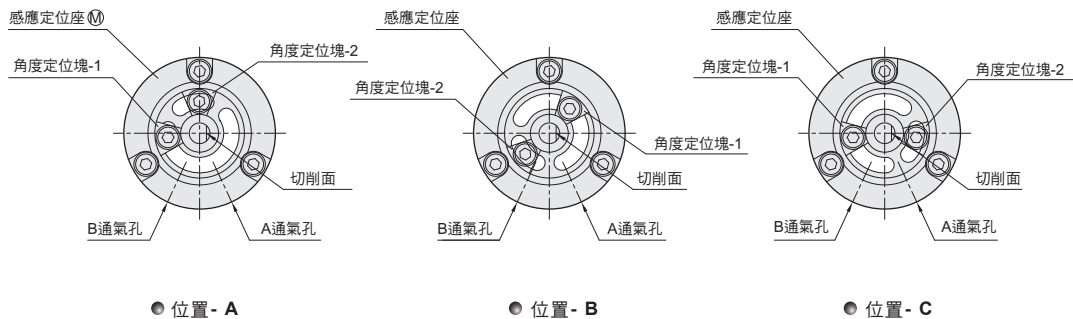 感應定位座Ⓜ
角度定位塊-2
角度定位塊-1
切削面
B通氣孔
A通氣孔
位置- A
感應定位座
角度定位塊-2
角度定位塊-1
切削面
B通氣孔
A通氣孔
位置- B
感應定位座
角度定位塊-1
角度定位塊-2
切削面
B通氣孔
A通氣孔
位置- C